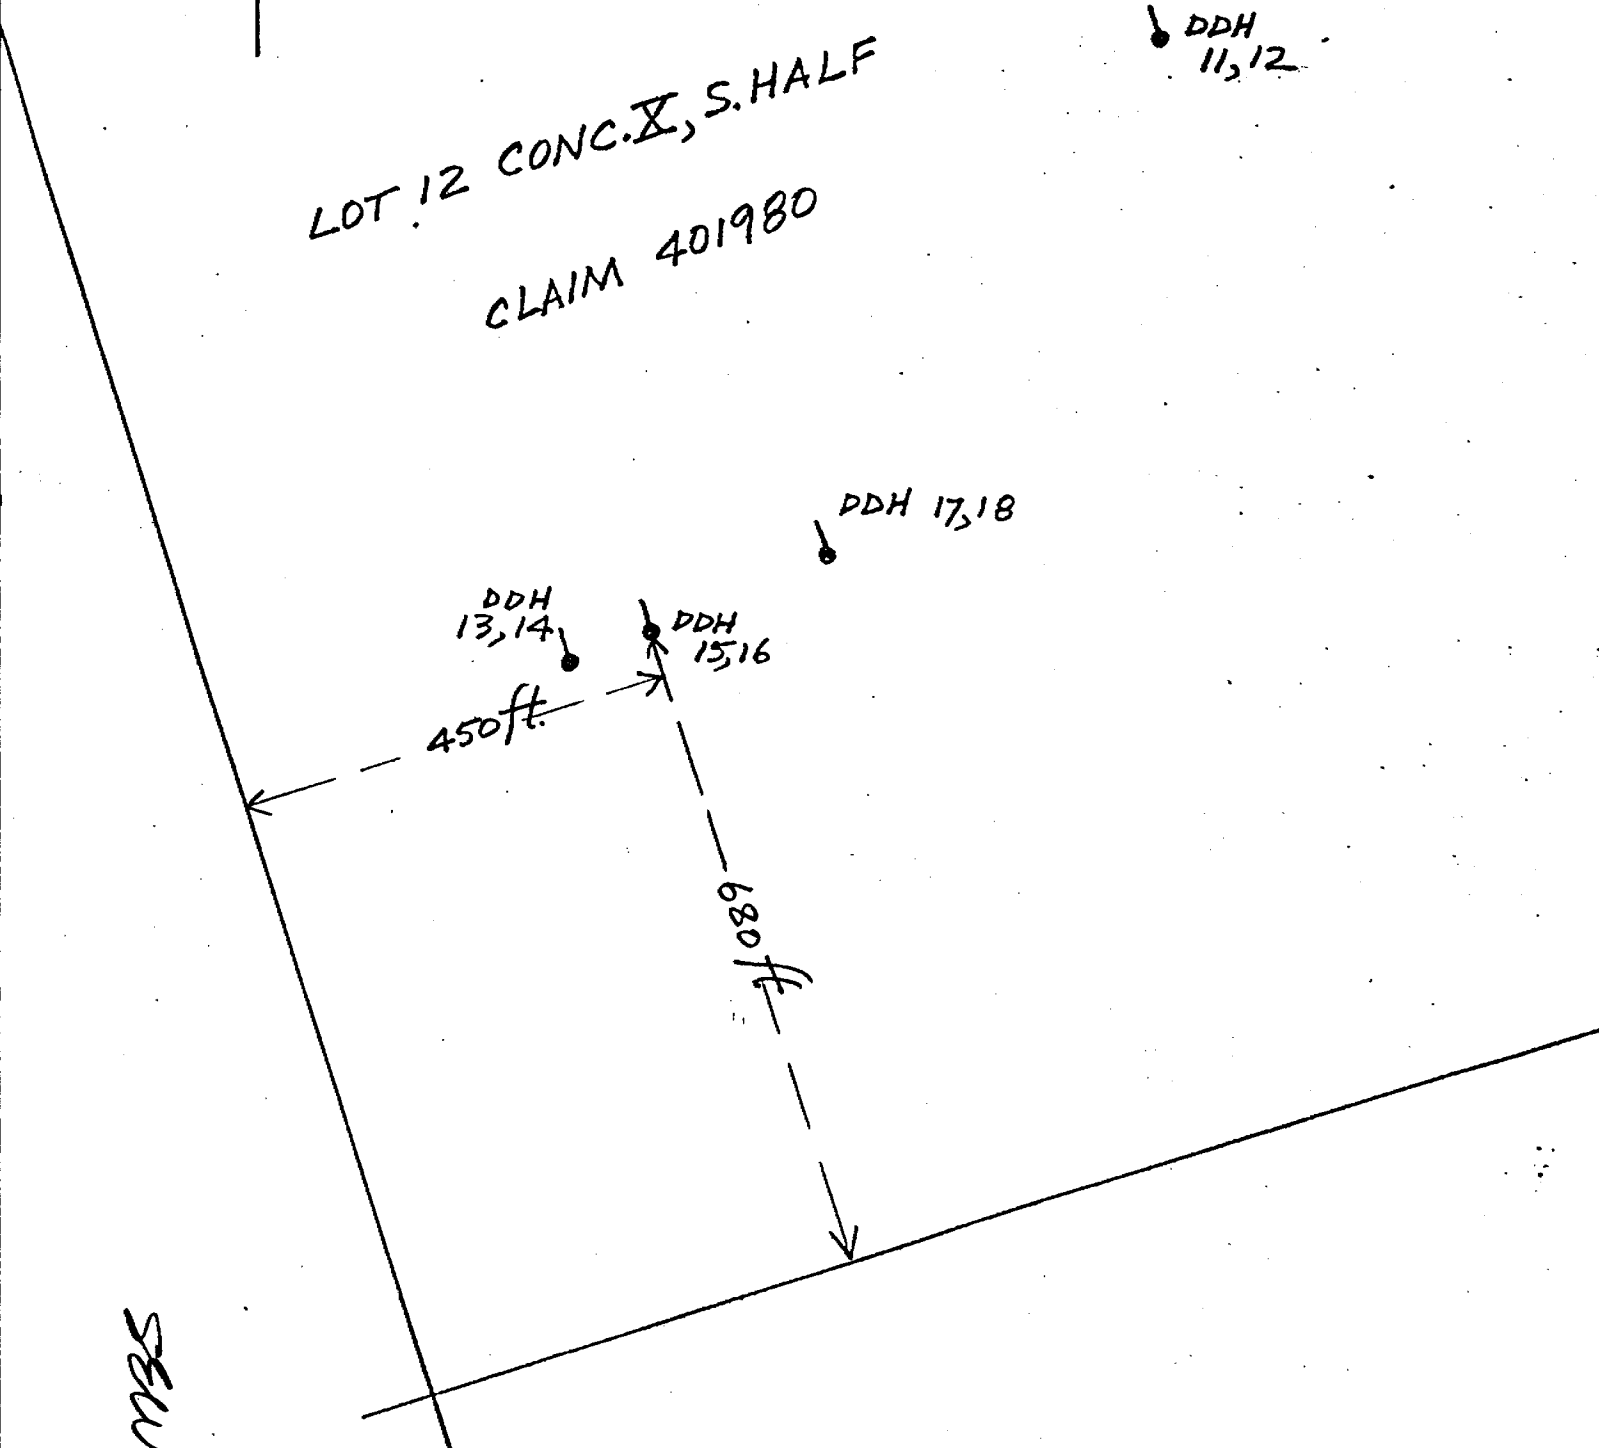 DDH
11,12
LOT 12 CONC. X, S. HALF
CLAIM 401980
DDH 17,18
DDH
13,14
DDH
15,16
450 ft.
680 ft